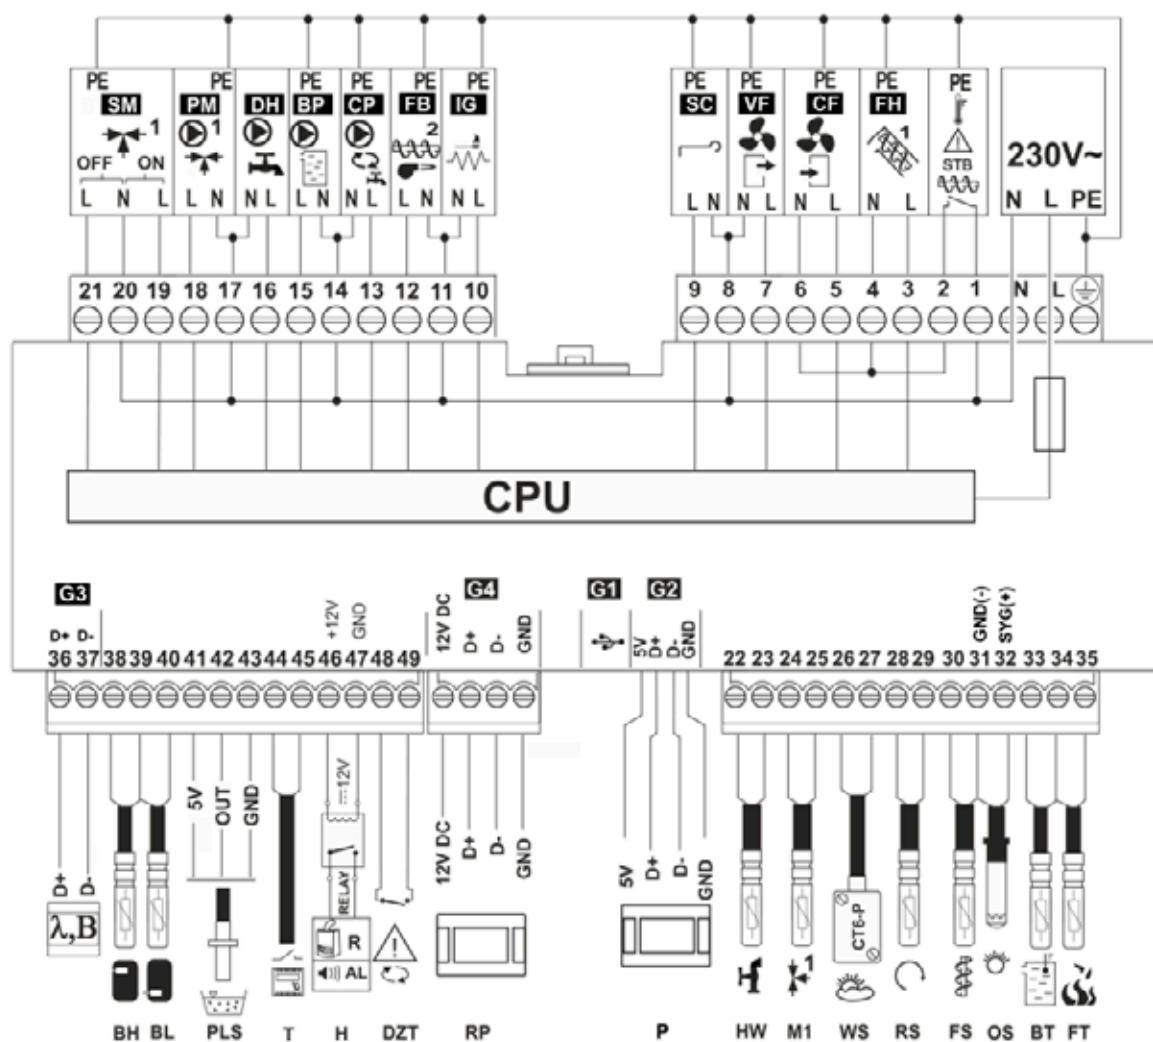 PE PE PE PE PE PE PE PE PE PE PE
SM PM DH BP CP FB IG SC VF CF FH
1 1 2 1
OFF ON
STB
230V~
L N L L N N L L N N L L N N L L N N L N L N L N L PE
21 20 19 18 17 16 15 14 13 12 11 10 9 8 7 6 5 4 3 2 1 N L
CPU
G3 G4 G1 G2
D+ D- +12V GND 12V DC D+ D- GND 5V D+ D- GND GND(-) SYG(+)
36 37 38 39 40 41 42 43 44 45 46 47 48 49 22 23 24 25 26 27 28 29 30 31 32 33 34 35
5V OUT GND 12V
D+ D- RELAY 12V DC D+ D- GND 5V D+ D- GND
λ,B R CT6-P
AL 1
BH BL PLS T H DZT RP P HW M1 WS RS FS OS BT FT